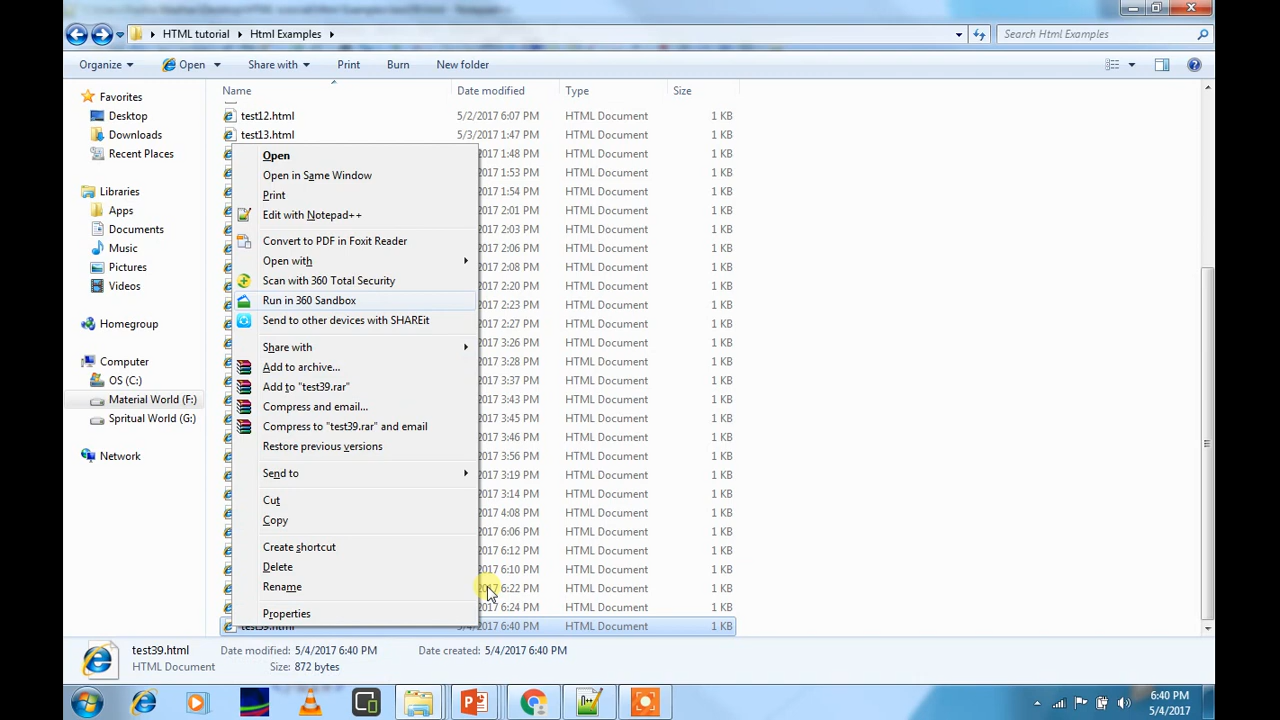 HTML tutorial Html Examples
Search Html Examples
Organize Open Share with Print Burn New folder
Name Date modified Type Size
Favorites
Desktop
Downloads
Recent Places
Libraries
Apps
Documents
Music
Pictures
Videos
Homegroup
Computer
OS (C:)
Material World (F:)
Spritual World (G:)
Network
test12.html 5/2/2017 6:07 PM HTML Document 1 KB
test13.html 5/3/2017 1:47 PM HTML Document 1 KB
2017 1:48 PM HTML Document 1 KB
2017 1:53 PM HTML Document 1 KB
2017 1:54 PM HTML Document 1 KB
2017 2:01 PM HTML Document 1 KB
2017 2:03 PM HTML Document 1 KB
2017 2:06 PM HTML Document 1 KB
2017 2:08 PM HTML Document 1 KB
2017 2:20 PM HTML Document 1 KB
2017 2:23 PM HTML Document 1 KB
2017 2:27 PM HTML Document 1 KB
2017 3:26 PM HTML Document 1 KB
2017 3:28 PM HTML Document 1 KB
2017 3:37 PM HTML Document 1 KB
2017 3:43 PM HTML Document 1 KB
2017 3:45 PM HTML Document 1 KB
2017 3:46 PM HTML Document 1 KB
2017 3:56 PM HTML Document 1 KB
2017 3:19 PM HTML Document 1 KB
2017 3:14 PM HTML Document 1 KB
2017 4:08 PM HTML Document 1 KB
2017 6:06 PM HTML Document 1 KB
2017 6:12 PM HTML Document 1 KB
2017 6:10 PM HTML Document 1 KB
2017 6:22 PM HTML Document 1 KB
2017 6:24 PM HTML Document 1 KB
test39.html 5/4/2017 6:40 PM HTML Document 1 KB
Open
Open in Same Window
Print
Edit with Notepad++
Convert to PDF in Foxit Reader
Open with
Scan with 360 Total Security
Run in 360 Sandbox
Send to other devices with SHAREit
Share with
Add to archive...
Add to "test39.rar"
Compress and email...
Compress to "test39.rar" and email
Restore previous versions
Send to
Cut
Copy
Create shortcut
Delete
Rename
Properties
test39.html Date modified: 5/4/2017 6:40 PM Date created: 5/4/2017 6:40 PM
HTML Document Size: 872 bytes
6:40 PM
5/4/2017